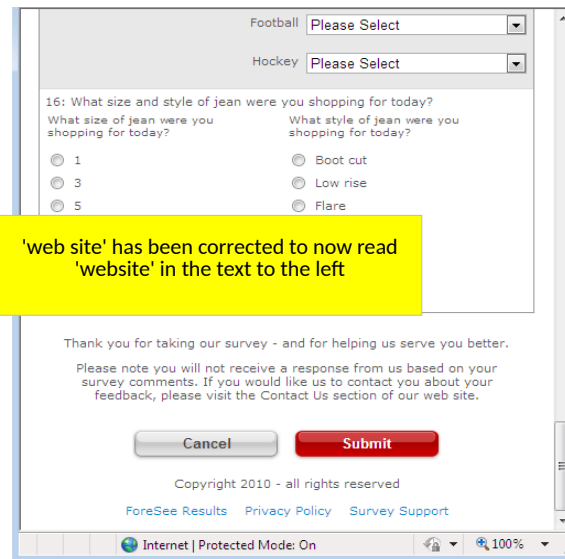 Football Please Select
Hockey Please Select
16: What size and style of jean were you shopping for today?
What size of jean were you
shopping for today?
What style of jean were you
shopping for today?
1
3
5
Boot cut
Low rise
Flare
'web site' has been corrected to now read
'website' in the text to the left
Thank you for taking our survey - and for helping us serve you better.
Please note you will not receive a response from us based on your
survey comments. If you would like us to contact you about your
feedback, please visit the Contact Us section of our web site.
Cancel Submit
Copyright 2010 - all rights reserved
ForeSee Results Privacy Policy Survey Support
Internet | Protected Mode: On 100%